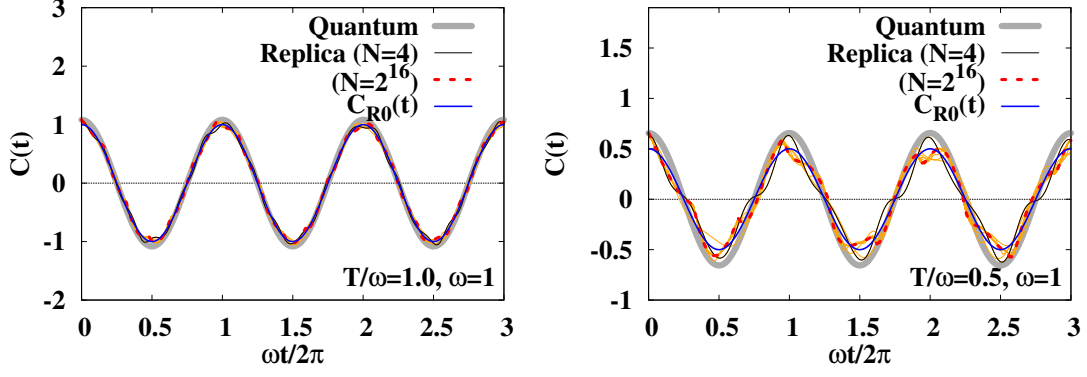 3
2
1
0
-1
-2
C(t)
Quantum
Replica (N=4)
(N=2^16)
C_R0(t)
T/ω=1.0, ω=1
0 0.5 1 1.5 2 2.5 3
ωt/2π
1.5
1
0.5
0
-0.5
-1
C(t)
Quantum
Replica (N=4)
(N=2^16)
C_R0(t)
T/ω=0.5, ω=1
0 0.5 1 1.5 2 2.5 3
ωt/2π